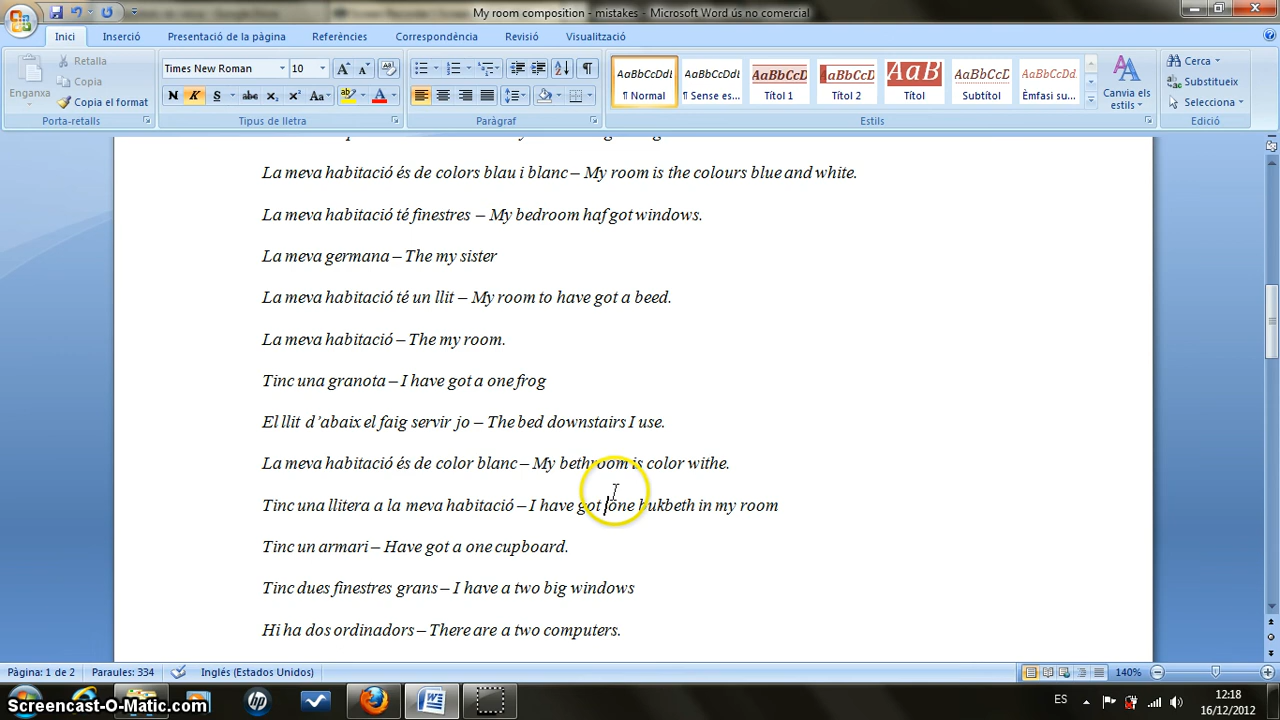 My room composition - mistakes - Microsoft Word ús no comercial
Inici Inserció Presentació de la pàgina Referències Correspondència Revisió Visualització
Enganxa
Retalla
Copia
Copia el format
Porta-retalls
Times New Roman 10
N K S abc x₂ x² Aa
Tipus de lletra
Paràgraf
AaBbCcDdI AaBbCcDdI AaBbCcD AaBbCcD AaB AaBbCcD AaBbCcDd
¶ Normal ¶ Sense es... Títol 1 Títol 2 Títol Subtítol Èmfasi su...
Canvia els estils
Estils
Cerca
Substitueix
Selecciona
Edició
La meva habitació és de colors blau i blanc – My room is the colours blue and white.
La meva habitació té finestres – My bedroom haf got windows.
La meva germana – The my sister
La meva habitació té un llit – My room to have got a beed.
La meva habitació – The my room.
Tinc una granota – I have got a one frog
El llit d’abaix el faig servir jo – The bed downstairs I use.
La meva habitació és de color blanc – My bethroom is color withe.
Tinc una llitera a la meva habitació – I have got one bukbeth in my room
Tinc un armari – Have got a one cupboard.
Tinc dues finestres grans – I have a two big windows
Hi ha dos ordinadors – There are a two computers.
Pàgina: 1 de 2 Paraules: 334 Inglés (Estados Unidos) 140%
ES 12:18
16/12/2012
Screencast-O-Matic.com